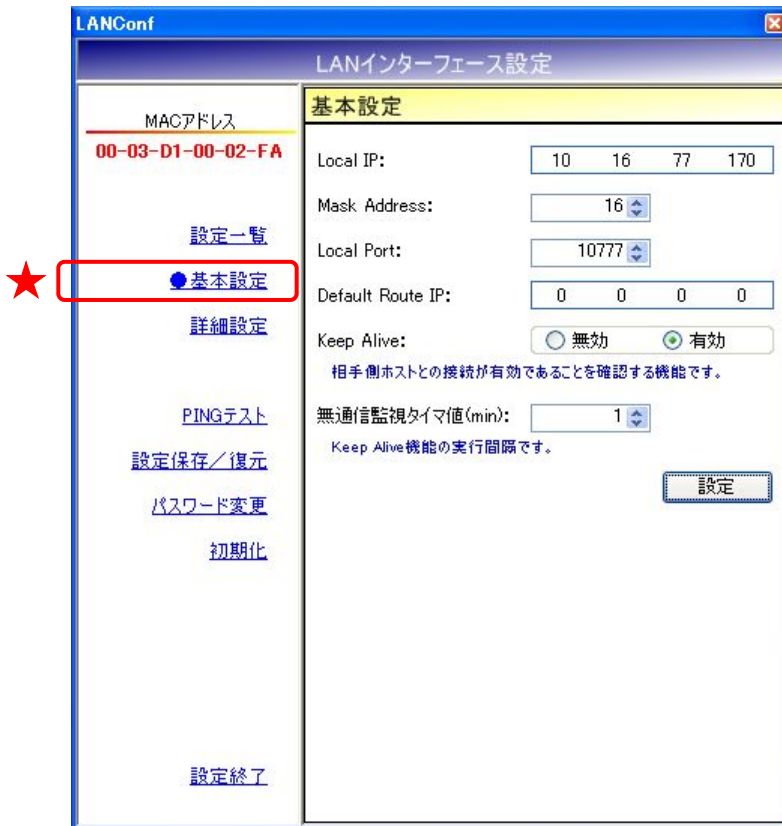 LANConf
LANインターフェース設定
MACアドレス
00-03-D1-00-02-FA
設定一覧
●基本設定
詳細設定
PINGテスト
設定保存／復元
パスワード変更
初期化
設定終了
基本設定
Local IP: 10 16 77 170
Mask Address: 16
Local Port: 10777
Default Route IP: 0 0 0 0
Keep Alive: 無効 有効
相手側ホストとの接続が有効であることを確認する機能です。
無通信監視タイマ値(min): 1
Keep Alive機能の実行間隔です。
設定